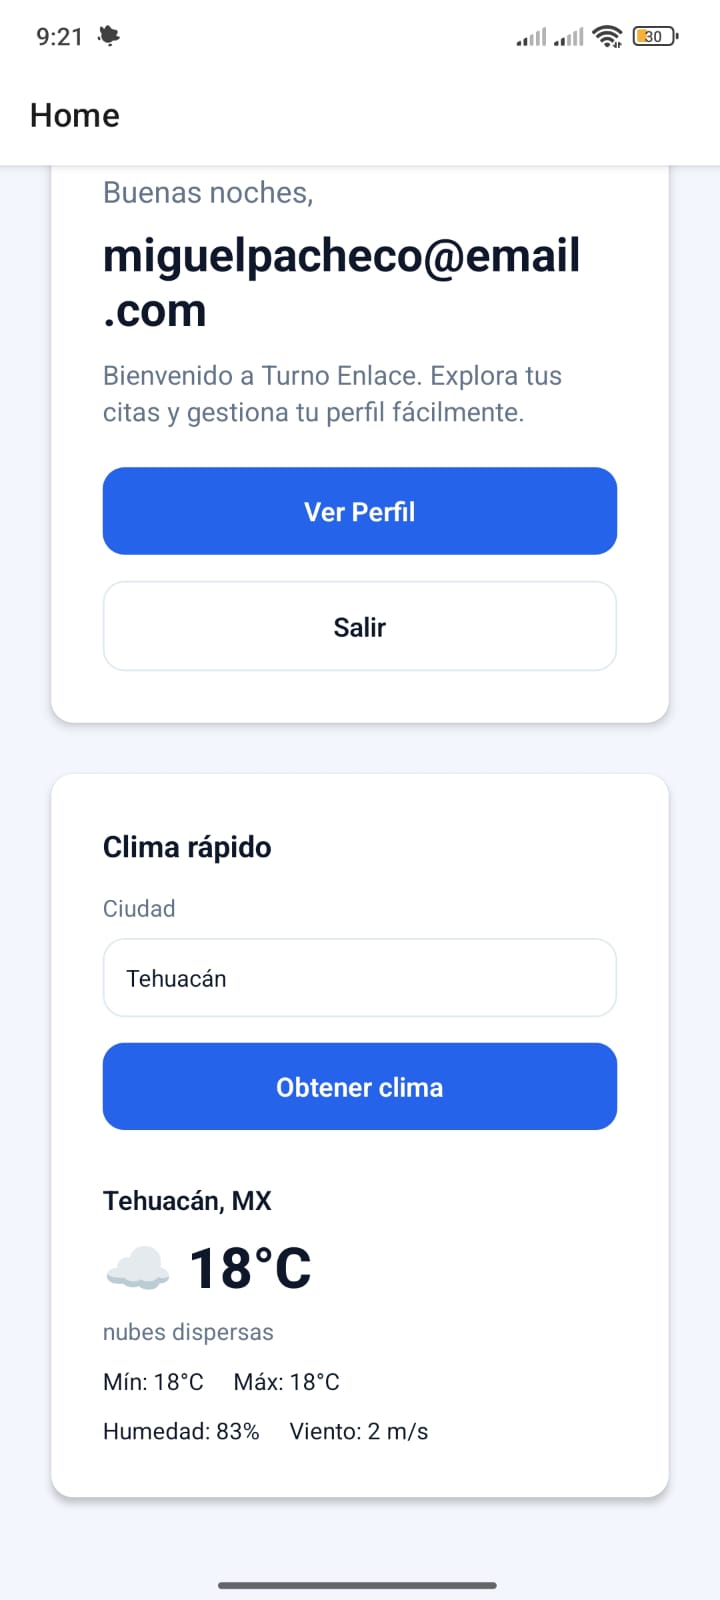 9:21
30
Home
Buenas noches,
miguelpacheco@email
.com
Bienvenido a Turno Enlace. Explora tus
citas y gestiona tu perfil fácilmente.
Ver Perfil
Salir
Clima rápido
Ciudad
Tehuacán
Obtener clima
Tehuacán, MX
18°C
nubes dispersas
Mín: 18°C Máx: 18°C
Humedad: 83% Viento: 2 m/s